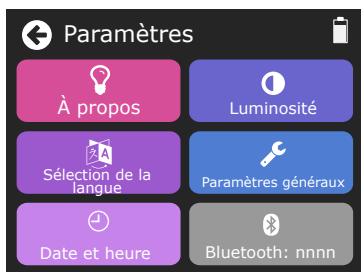 Paramètres
À propos
Luminosité
Sélection de la
langue
Paramètres généraux
Date et heure
Bluetooth: nnnn